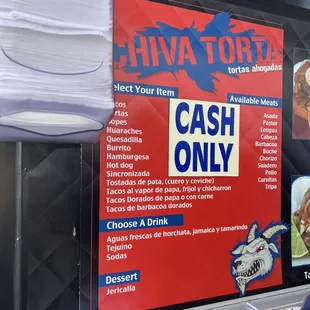 CHIVA TORTA
tortas ahogadas
Select Your Item
Tacos
Tortas
Sopes
Huaraches
Quesadilla
Burrito
Hamburgesa
Hot dog
Sincronizada
Tostadas de pata, (cuero y ceviche)
Tacos al vapor de papa, frijol y chicharron
Tacos Dorados de papa o con carne
Tacos de barbacoa dorados
CASH
ONLY
Available Meats
Asada
Pastor
Lengua
Cabeza
Barbacoa
Buche
Chorizo
Suadero
Pollo
Carnitas
Tripa
Choose A Drink
Aguas frescas de horchata, jamaica y tamarindo
Tejuino
Sodas
Dessert
Jericalla
Ta